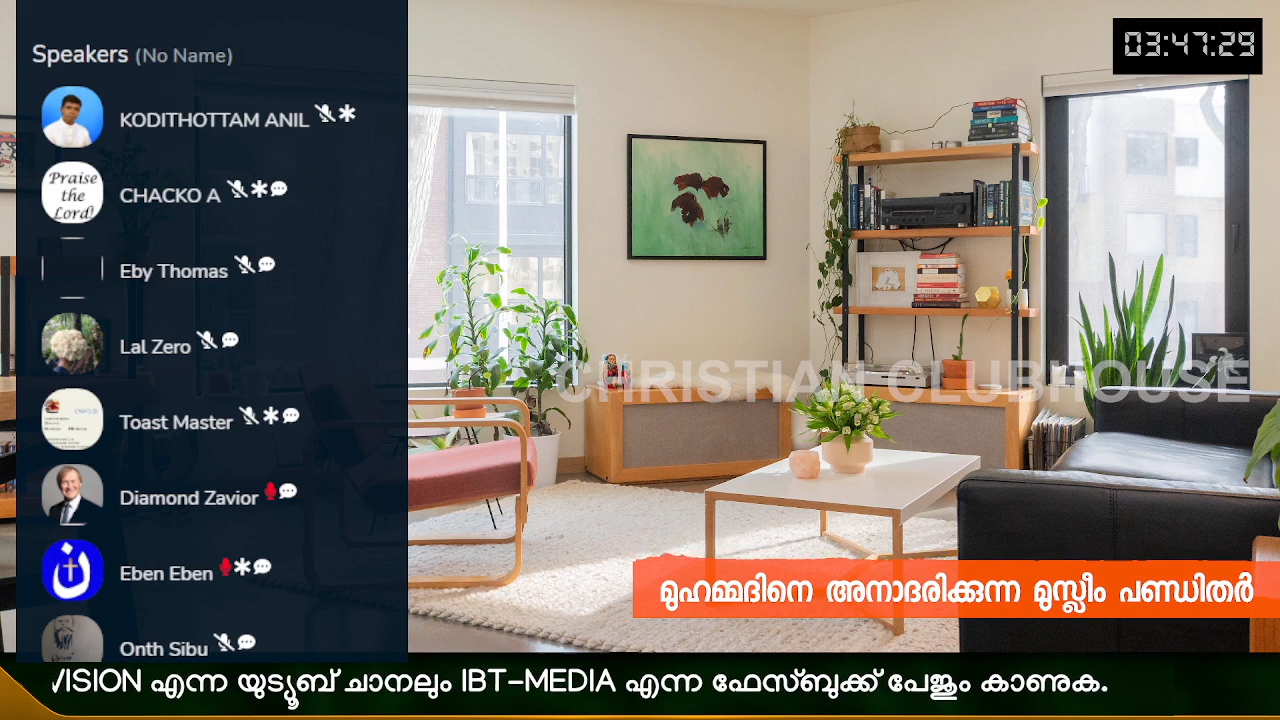 Speakers (No Name)
03:47:29
KODITHOTTAM ANIL
Praise
the
Lord!
CHACKO A
Eby Thomas
Lal Zero
Toast Master
Diamond Zavior
ن
Eben Eben
Onth Sibu
CHRISTIAN CLUBHOUSE
മുഹമ്മദിനെ അനാദരിക്കുന്ന മുസ്ലീം പണ്ഡിതർ
VISION എന്ന യുട്യൂബ് ചാനലും IBT-MEDIA എന്ന ഫേസ്ബുക്ക് പേജും കാണുക.